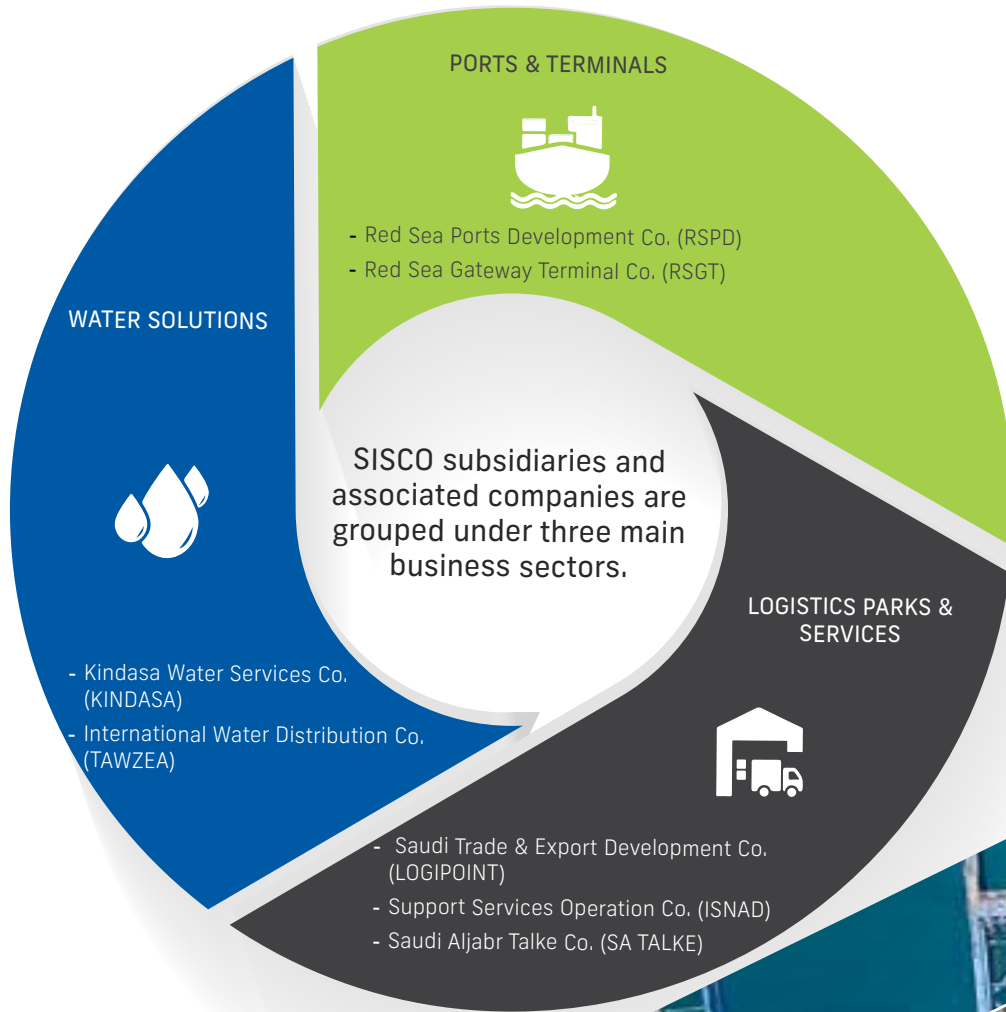 PORTS & TERMINALS
- Red Sea Ports Development Co. (RSPD)
- Red Sea Gateway Terminal Co. (RSGT)
WATER SOLUTIONS
- Kindasa Water Services Co.
(KINDASA)
- International Water Distribution Co.
(TAWZEA)
SISCO subsidiaries and
associated companies are
grouped under three main
business sectors.
LOGISTICS PARKS &
SERVICES
- Saudi Trade & Export Development Co.
(LOGIPOINT)
- Support Services Operation Co. (ISNAD)
- Saudi Aljabr Talke Co. (SA TALKE)